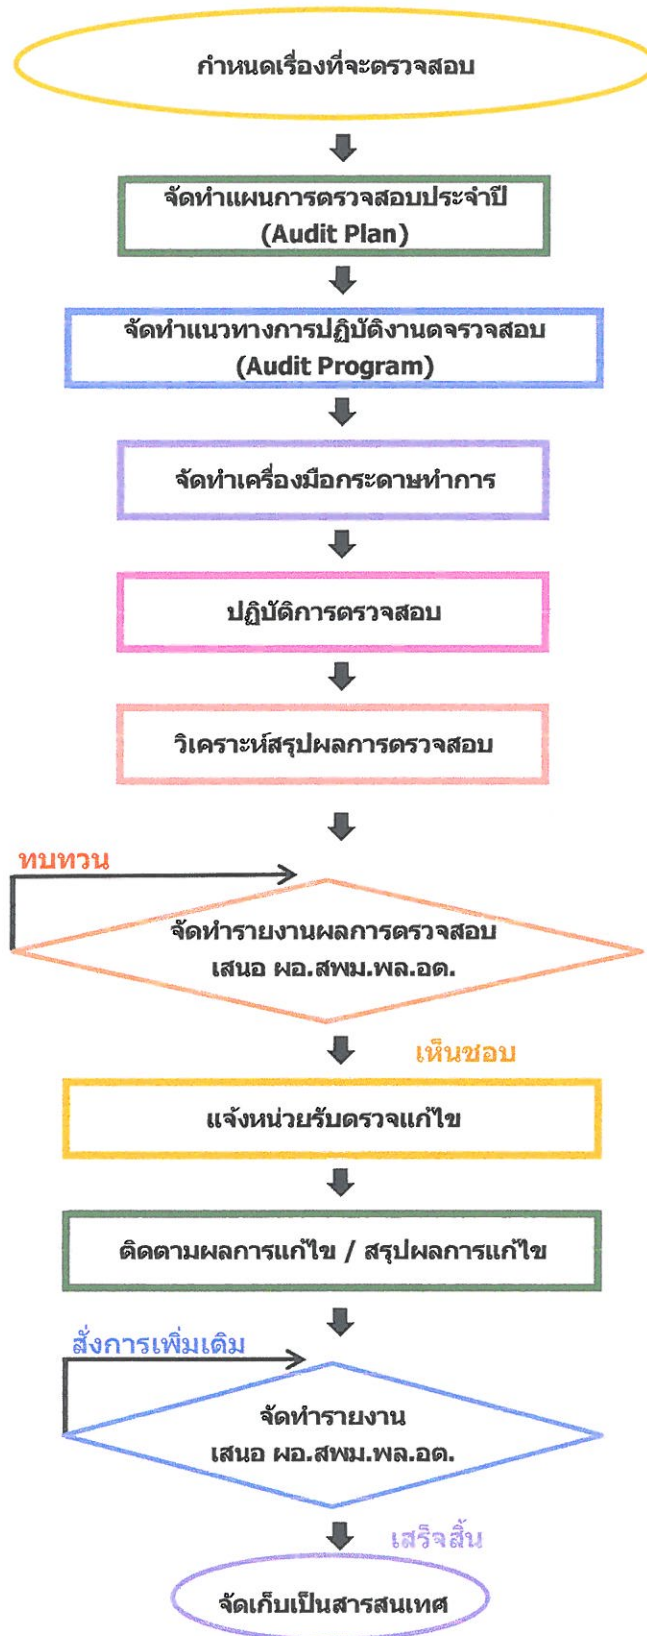 กำหนดเรื่องที่จะตรวจสอบ
จัดทำแผนการตรวจสอบประจำปี
(Audit Plan)
จัดทำแนวทางการปฏิบัติงานตจรวจสอบ
(Audit Program)
จัดทำเครื่องมือกระดาษทำการ
ปฏิบัติการตรวจสอบ
วิเคราะห์สรุปผลการตรวจสอบ
ทบทวน
จัดทำรายงานผลการตรวจสอบ
เสนอ ผอ.สพม.พล.อต.
เห็นชอบ
แจ้งหน่วยรับตรวจแก้ไข
ติดตามผลการแก้ไข / สรุปผลการแก้ไข
สั่งการเพิ่มเติม
จัดทำรายงาน
เสนอ ผอ.สพม.พล.อต.
เสร็จสิ้น
จัดเก็บเป็นสารสนเทศ